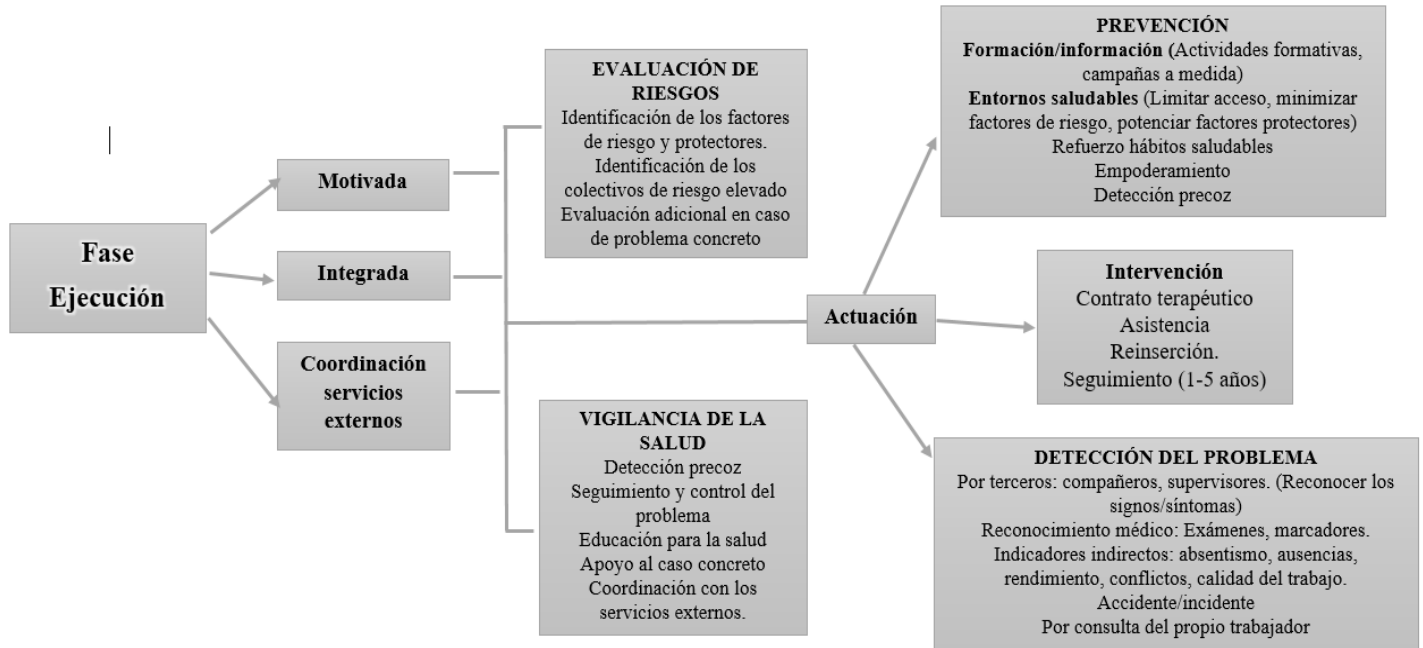 Fase
Ejecución
Motivada
Integrada
Coordinación
servicios
externos
EVALUACIÓN DE
RIESGOS
Identificación de los factores
de riesgo y protectores.
Identificación de los
colectivos de riesgo elevado
Evaluación adicional en caso
de problema concreto
VIGILANCIA DE LA
SALUD
Detección precoz
Seguimiento y control del
problema
Educación para la salud
Apoyo al caso concreto
Coordinación con los
servicios externos.
Actuación
PREVENCIÓN
Formación/información (Actividades formativas,
campañas a medida)
Entornos saludables (Limitar acceso, minimizar
factores de riesgo, potenciar factores protectores)
Refuerzo hábitos saludables
Empoderamiento
Detección precoz
Intervención
Contrato terapéutico
Asistencia
Reinserción.
Seguimiento (1-5 años)
DETECCIÓN DEL PROBLEMA
Por terceros: compañeros, supervisores. (Reconocer los
signos/síntomas)
Reconocimiento médico: Exámenes, marcadores.
Indicadores indirectos: absentismo, ausencias,
rendimiento, conflictos, calidad del trabajo.
Accidente/incidente
Por consulta del propio trabajador